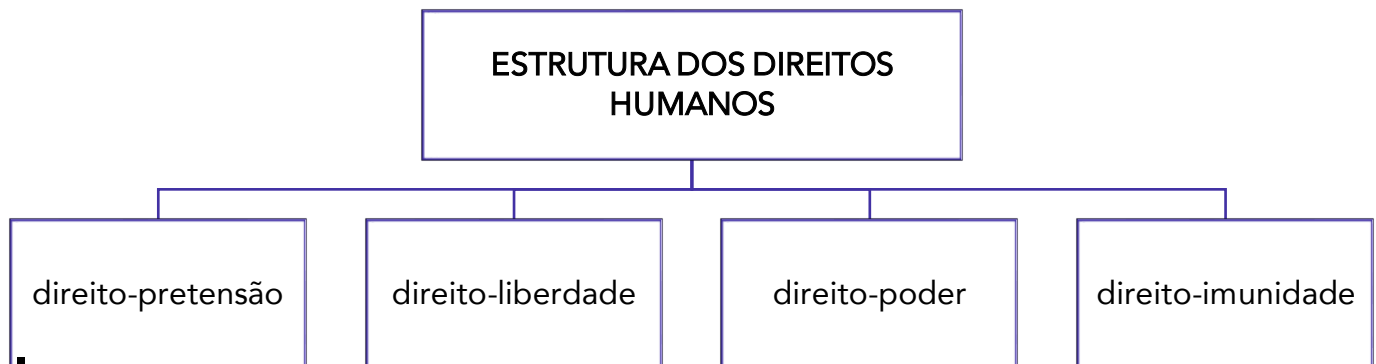 ESTRUTURA DOS DIREITOS
HUMANOS
direito-pretensão
direito-liberdade
direito-poder
direito-imunidade